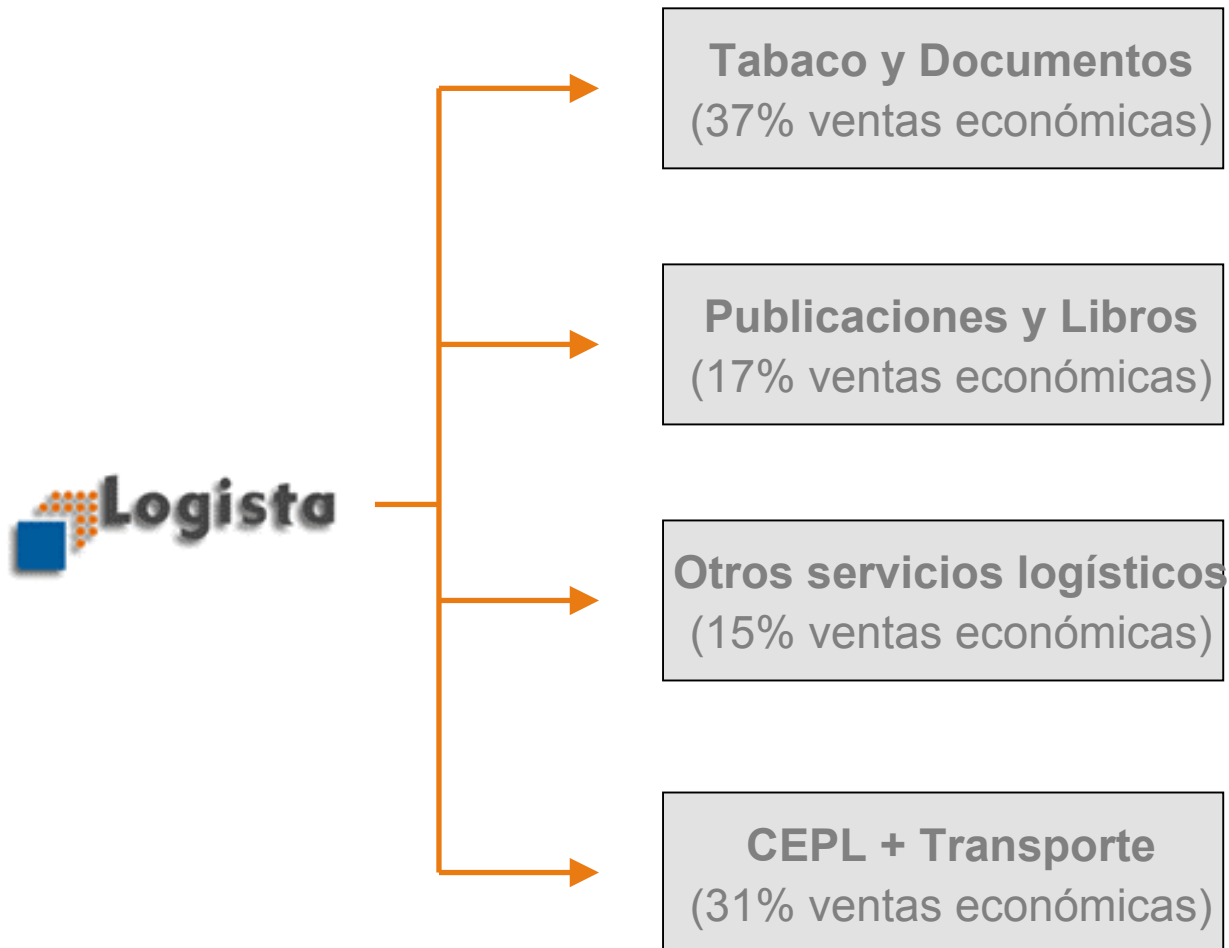 Tabaco y Documentos
(37% ventas económicas)
Publicaciones y Libros
(17% ventas económicas)
Logista
Otros servicios logísticos
(15% ventas económicas)
CEPL + Transporte
(31% ventas económicas)